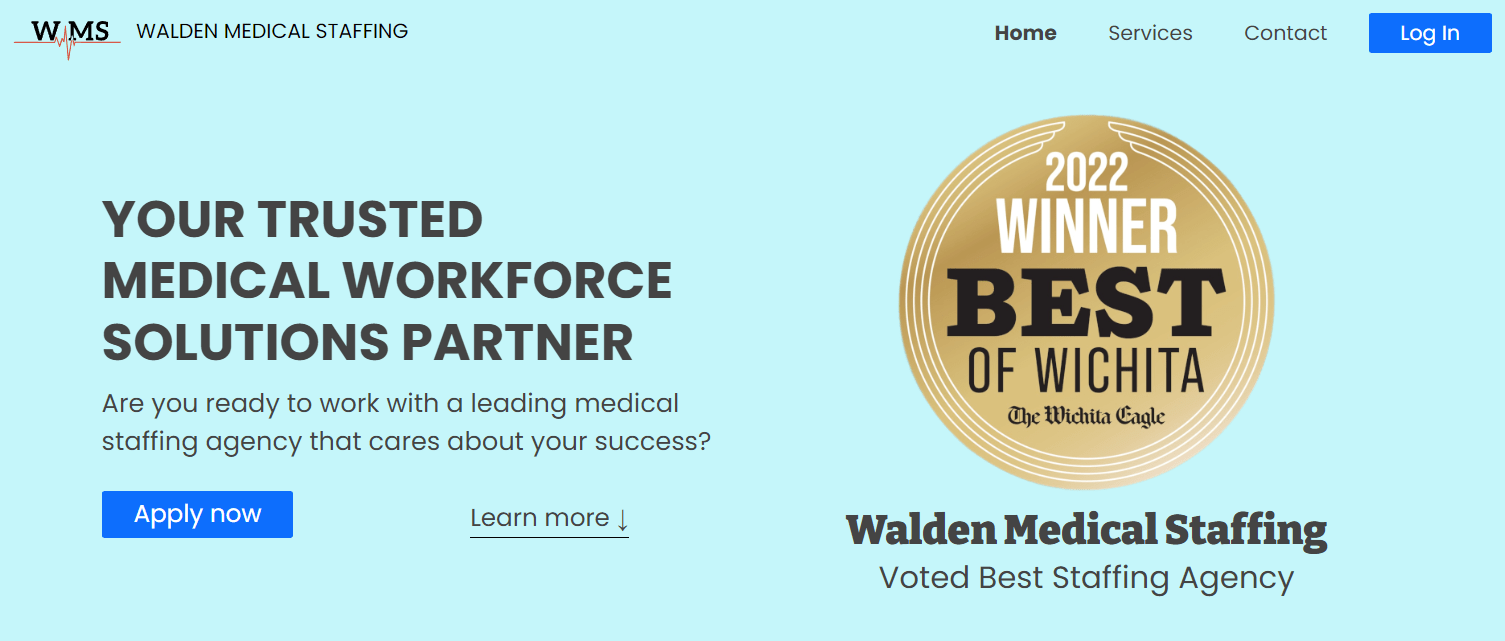 WMS WALDEN MEDICAL STAFFING
Home Services Contact Log In
YOUR TRUSTED
MEDICAL WORKFORCE
SOLUTIONS PARTNER
Are you ready to work with a leading medical
staffing agency that cares about your success?
Apply now Learn more ↓
2022
WINNER
BEST
OF WICHITA
The Wichita Eagle
Walden Medical Staffing
Voted Best Staffing Agency